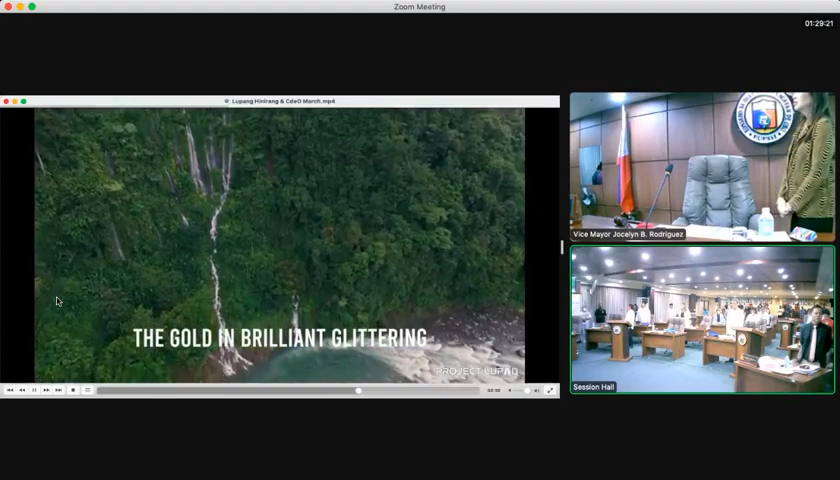 Zoom Meeting
01:29:21
Lupang Hinirang & CdeO March.mp4
THE GOLD IN BRILLIANT GLITTERING
PROJECT LUPAD
Vice Mayor Jocelyn B. Rodriguez
Session Hall